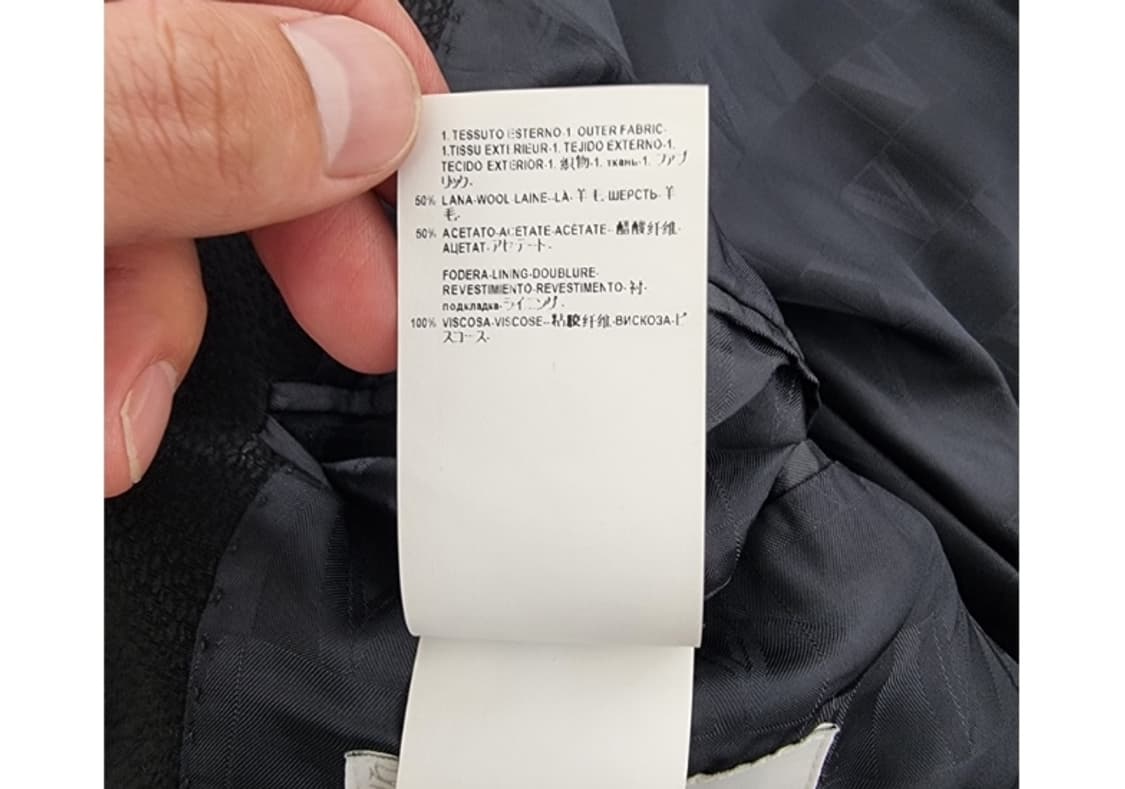 1. TESSUTO ESTERNO-1. OUTER FABRIC-
1.TISSU EXTERIEUR-1. TEJIDO EXTERNO-1.
TECIDO EXTERIOR-1. 織物-1. ткань-1. ファブ
リック-
50% LANA-WOOL-LAINE--LÃ- 羊毛, ШЕРСТЬ- 羊
毛-
50% ACETATO-ACETATE-ACÉTATE- 醋酸纤维-
АЦЕТАТ-アセテート-
FODERA-LINING-DOUBLURE-
REVESTIMIENTO-REVESTIMENTO- 衬-
подкладка-ライニング-
100% VISCOSA-VISCOSE--粘胶纤维-ВИСКОЗА-ビ
スコース-